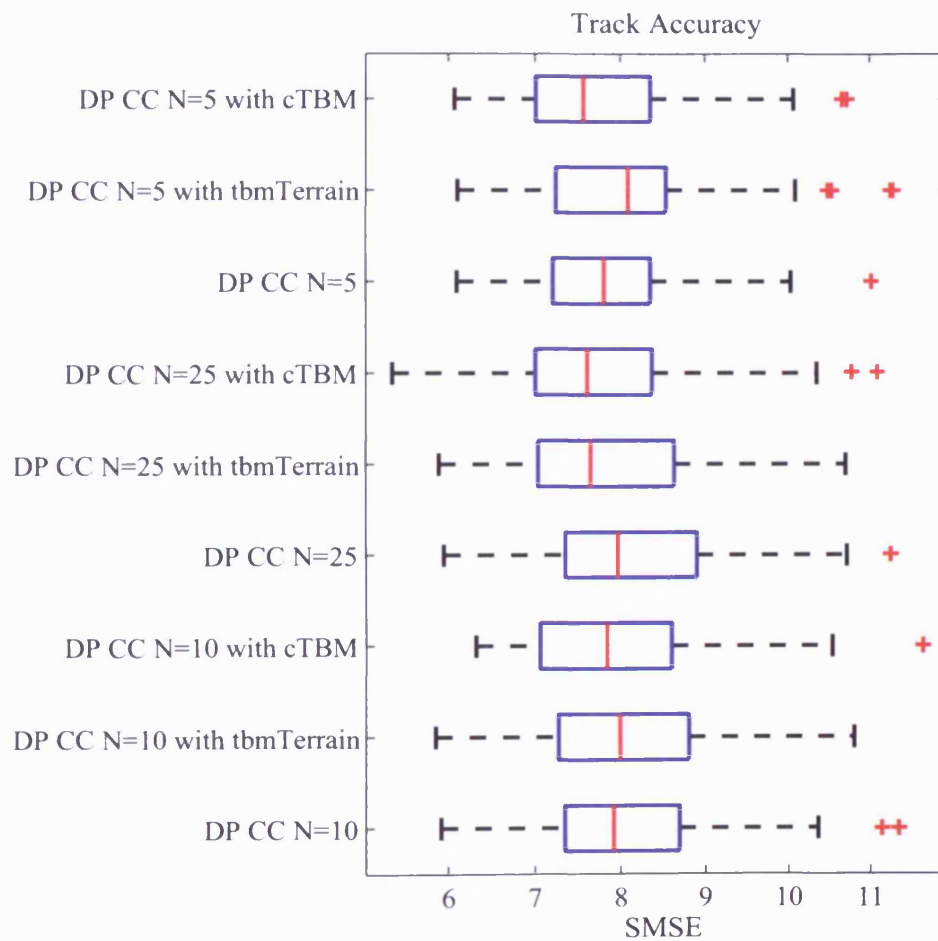 Track Accuracy
DP CC N=5 with cTBM
DP CC N=5 with tbmTerrain
DP CC N=5
DP CC N=25 with cTBM
DP CC N=25 with tbmTerrain
DP CC N=25
DP CC N=10 with cTBM
DP CC N=10 with tbmTerrain
DP CC N=10
6 7 8 9 10 11
SMSE